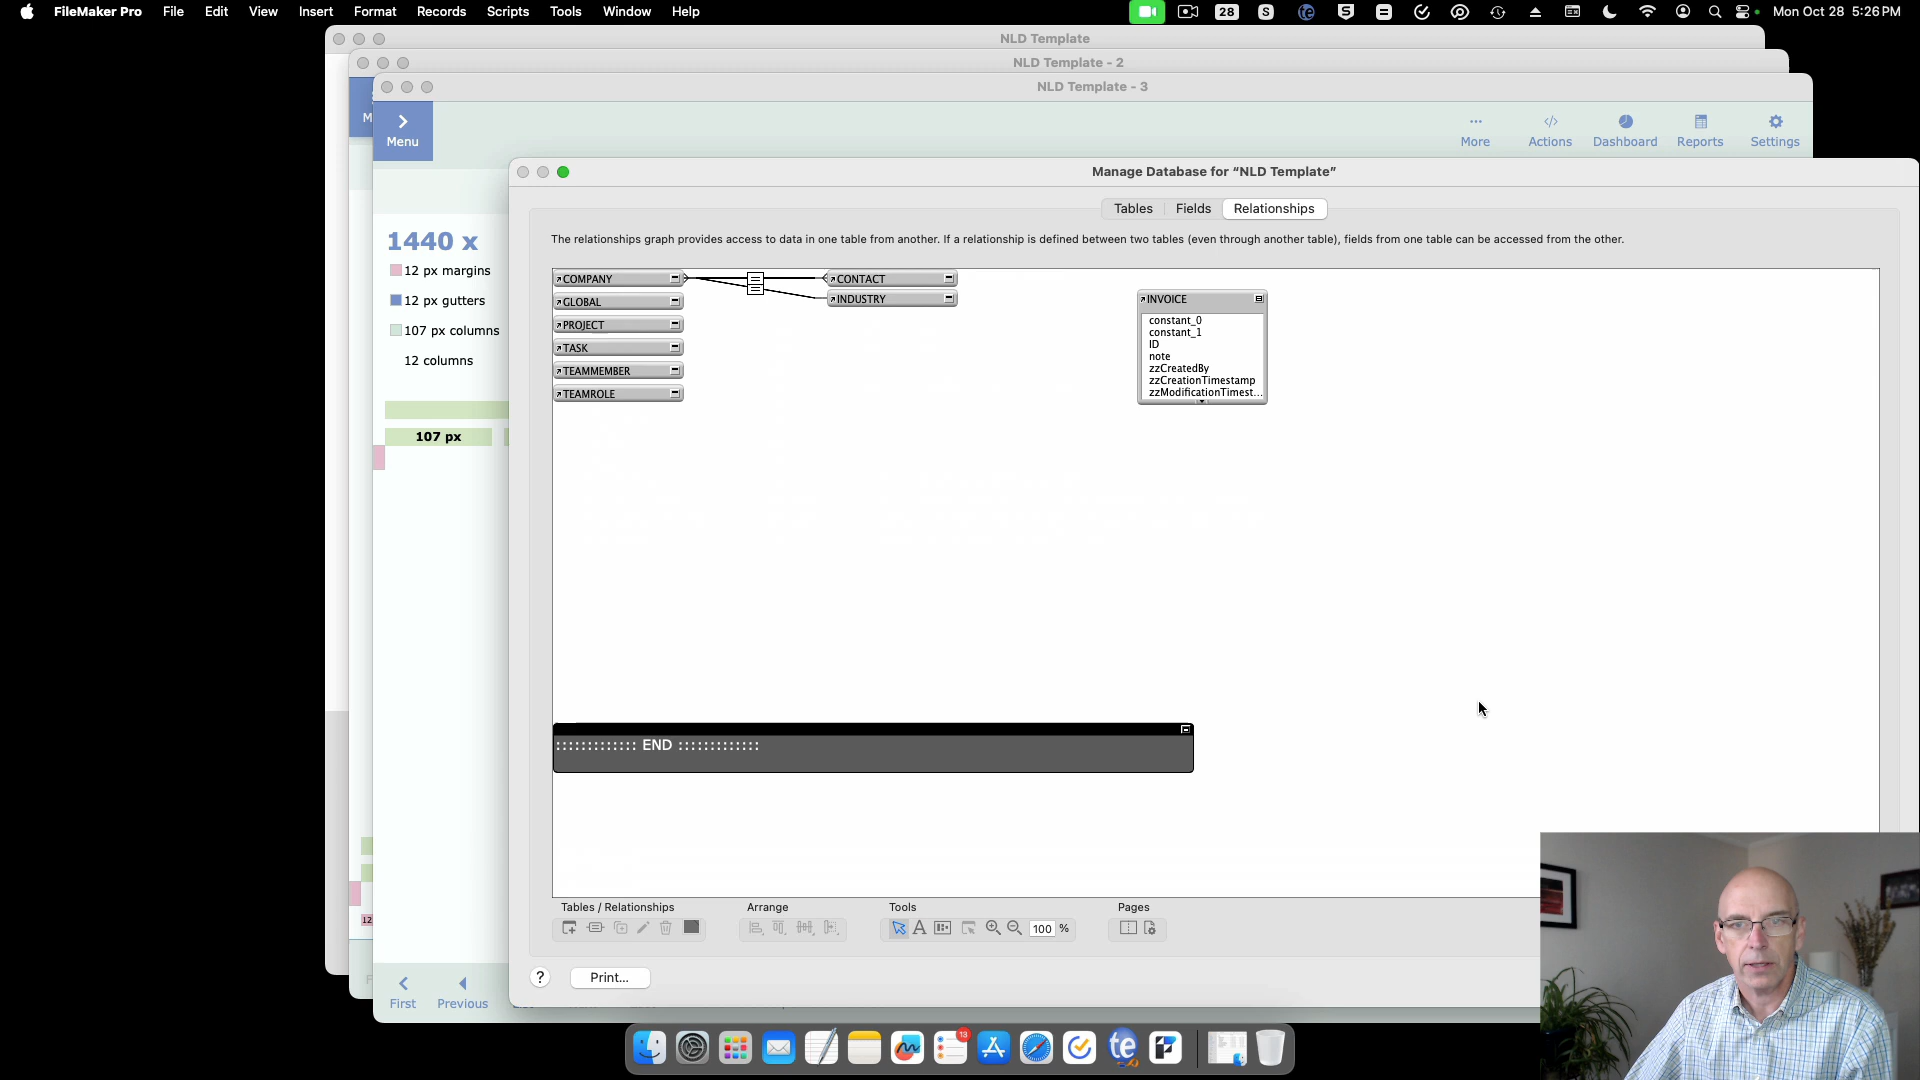 FileMaker Pro File Edit View Insert Format Records Scripts Tools Window Help
28 S te 5 Mon Oct 28 5:26 PM
NLD Template
NLD Template - 2
NLD Template - 3
Menu
More Actions Dashboard Reports Settings
Manage Database for “NLD Template”
Tables Fields Relationships
The relationships graph provides access to data in one table from another. If a relationship is defined between two tables (even through another table), fields from one table can be accessed from the other.
1440 x
12 px margins
12 px gutters
107 px columns
12 columns
107 px
COMPANY
GLOBAL
PROJECT
TASK
TEAMMEMBER
TEAMROLE
CONTACT
INDUSTRY
INVOICE
constant_0
constant_1
ID
note
zzCreatedBy
zzCreationTimestamp
zzModificationTimest...
::::::::::::: END :::::::::::::
12
Tables / Relationships Arrange Tools Pages
A 100 %
? Print...
First Previous
13
te